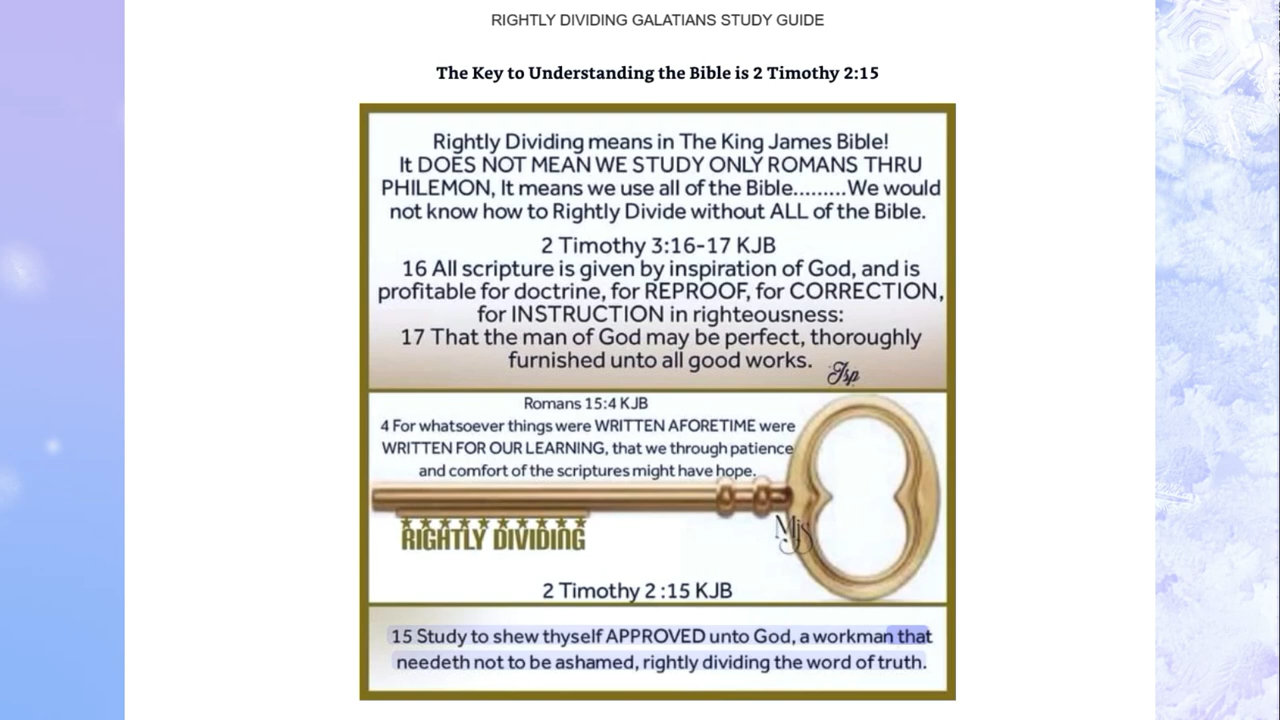 RIGHTLY DIVIDING GALATIANS STUDY GUIDE
The Key to Understanding the Bible is 2 Timothy 2:15
Rightly Dividing means in The King James Bible!
It DOES NOT MEAN WE STUDY ONLY ROMANS THRU
PHILEMON, It means we use all of the Bible.........We would
not know how to Rightly Divide without ALL of the Bible.
2 Timothy 3:16-17 KJB
16 All scripture is given by inspiration of God, and is
profitable for doctrine, for REPROOF, for CORRECTION,
for INSTRUCTION in righteousness:
17 That the man of God may be perfect, thoroughly
furnished unto all good works.
Jsp
Romans 15:4 KJB
4 For whatsoever things were WRITTEN AFORETIME were
WRITTEN FOR OUR LEARNING, that we through patience
and comfort of the scriptures might have hope.
RIGHTLY DIVIDING
Mjs
2 Timothy 2 :15 KJB
15 Study to shew thyself APPROVED unto God, a workman that
needeth not to be ashamed, rightly dividing the word of truth.